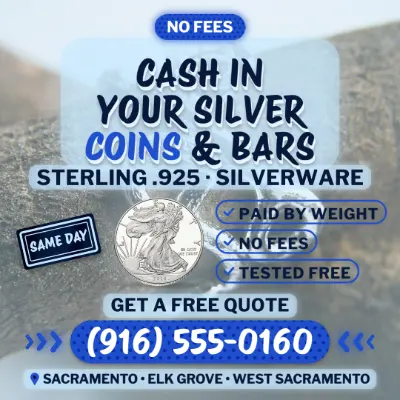 NO FEES
CASH IN
YOUR SILVER
COINS & BARS
STERLING .925 · SILVERWARE
PAID BY WEIGHT
SAME DAY
NO FEES
TESTED FREE
GET A FREE QUOTE
(916) 555-0160
SACRAMENTO · ELK GROVE · WEST SACRAMENTO